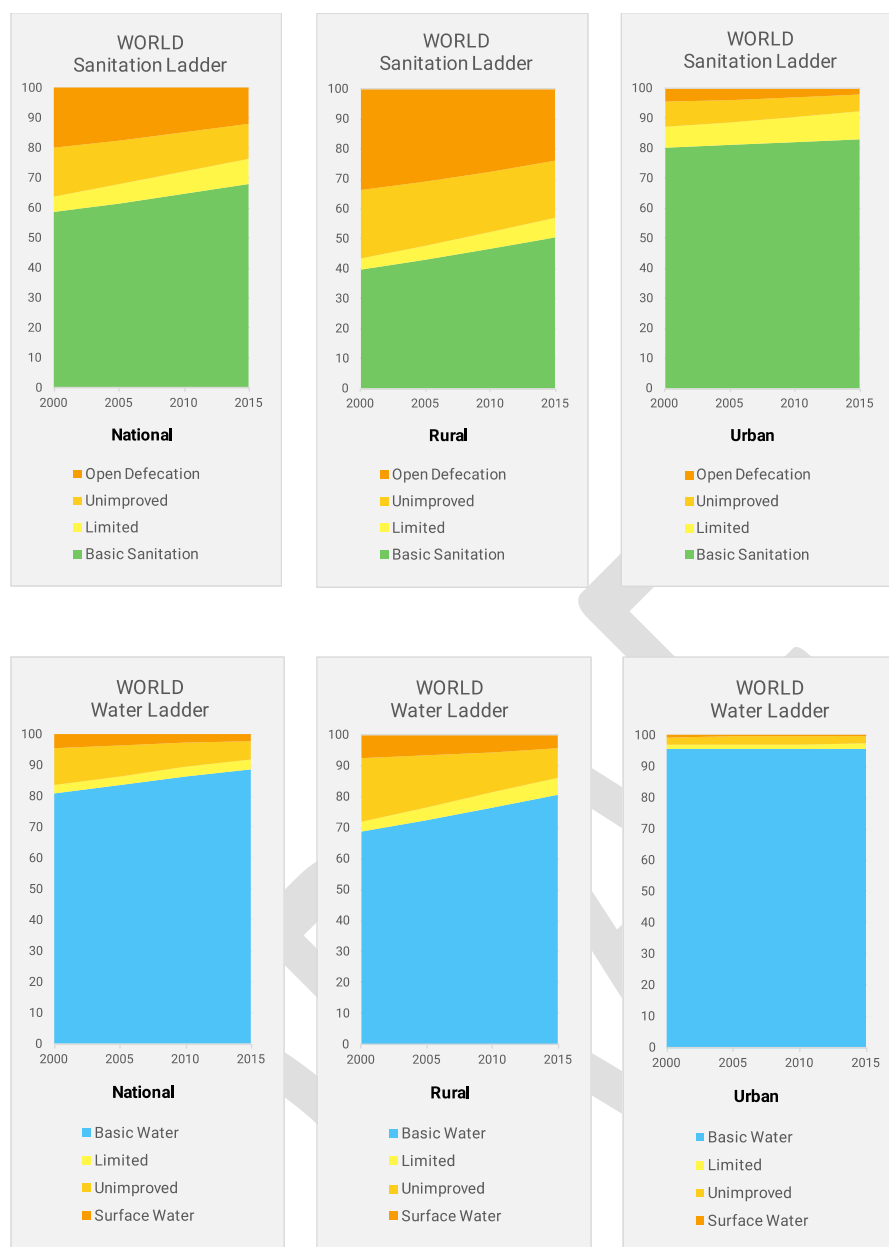 WORLD
Sanitation Ladder
100
90
80
70
60
50
40
30
20
10
0
2000 2005 2010 2015
National
Open Defecation
Unimproved
Limited
Basic Sanitation
WORLD
Sanitation Ladder
100
90
80
70
60
50
40
30
20
10
0
2000 2005 2010 2015
Rural
Open Defecation
Unimproved
Limited
Basic Sanitation
WORLD
Sanitation Ladder
100
90
80
70
60
50
40
30
20
10
0
2000 2005 2010 2015
Urban
Open Defecation
Unimproved
Limited
Basic Sanitation
WORLD
Water Ladder
100
90
80
70
60
50
40
30
20
10
0
2000 2005 2010 2015
National
Basic Water
Limited
Unimproved
Surface Water
WORLD
Water Ladder
100
90
80
70
60
50
40
30
20
10
0
2000 2005 2010 2015
Rural
Basic Water
Limited
Unimproved
Surface Water
WORLD
Water Ladder
100
90
80
70
60
50
40
30
20
10
0
2000 2005 2010 2015
Urban
Basic Water
Limited
Unimproved
Surface Water